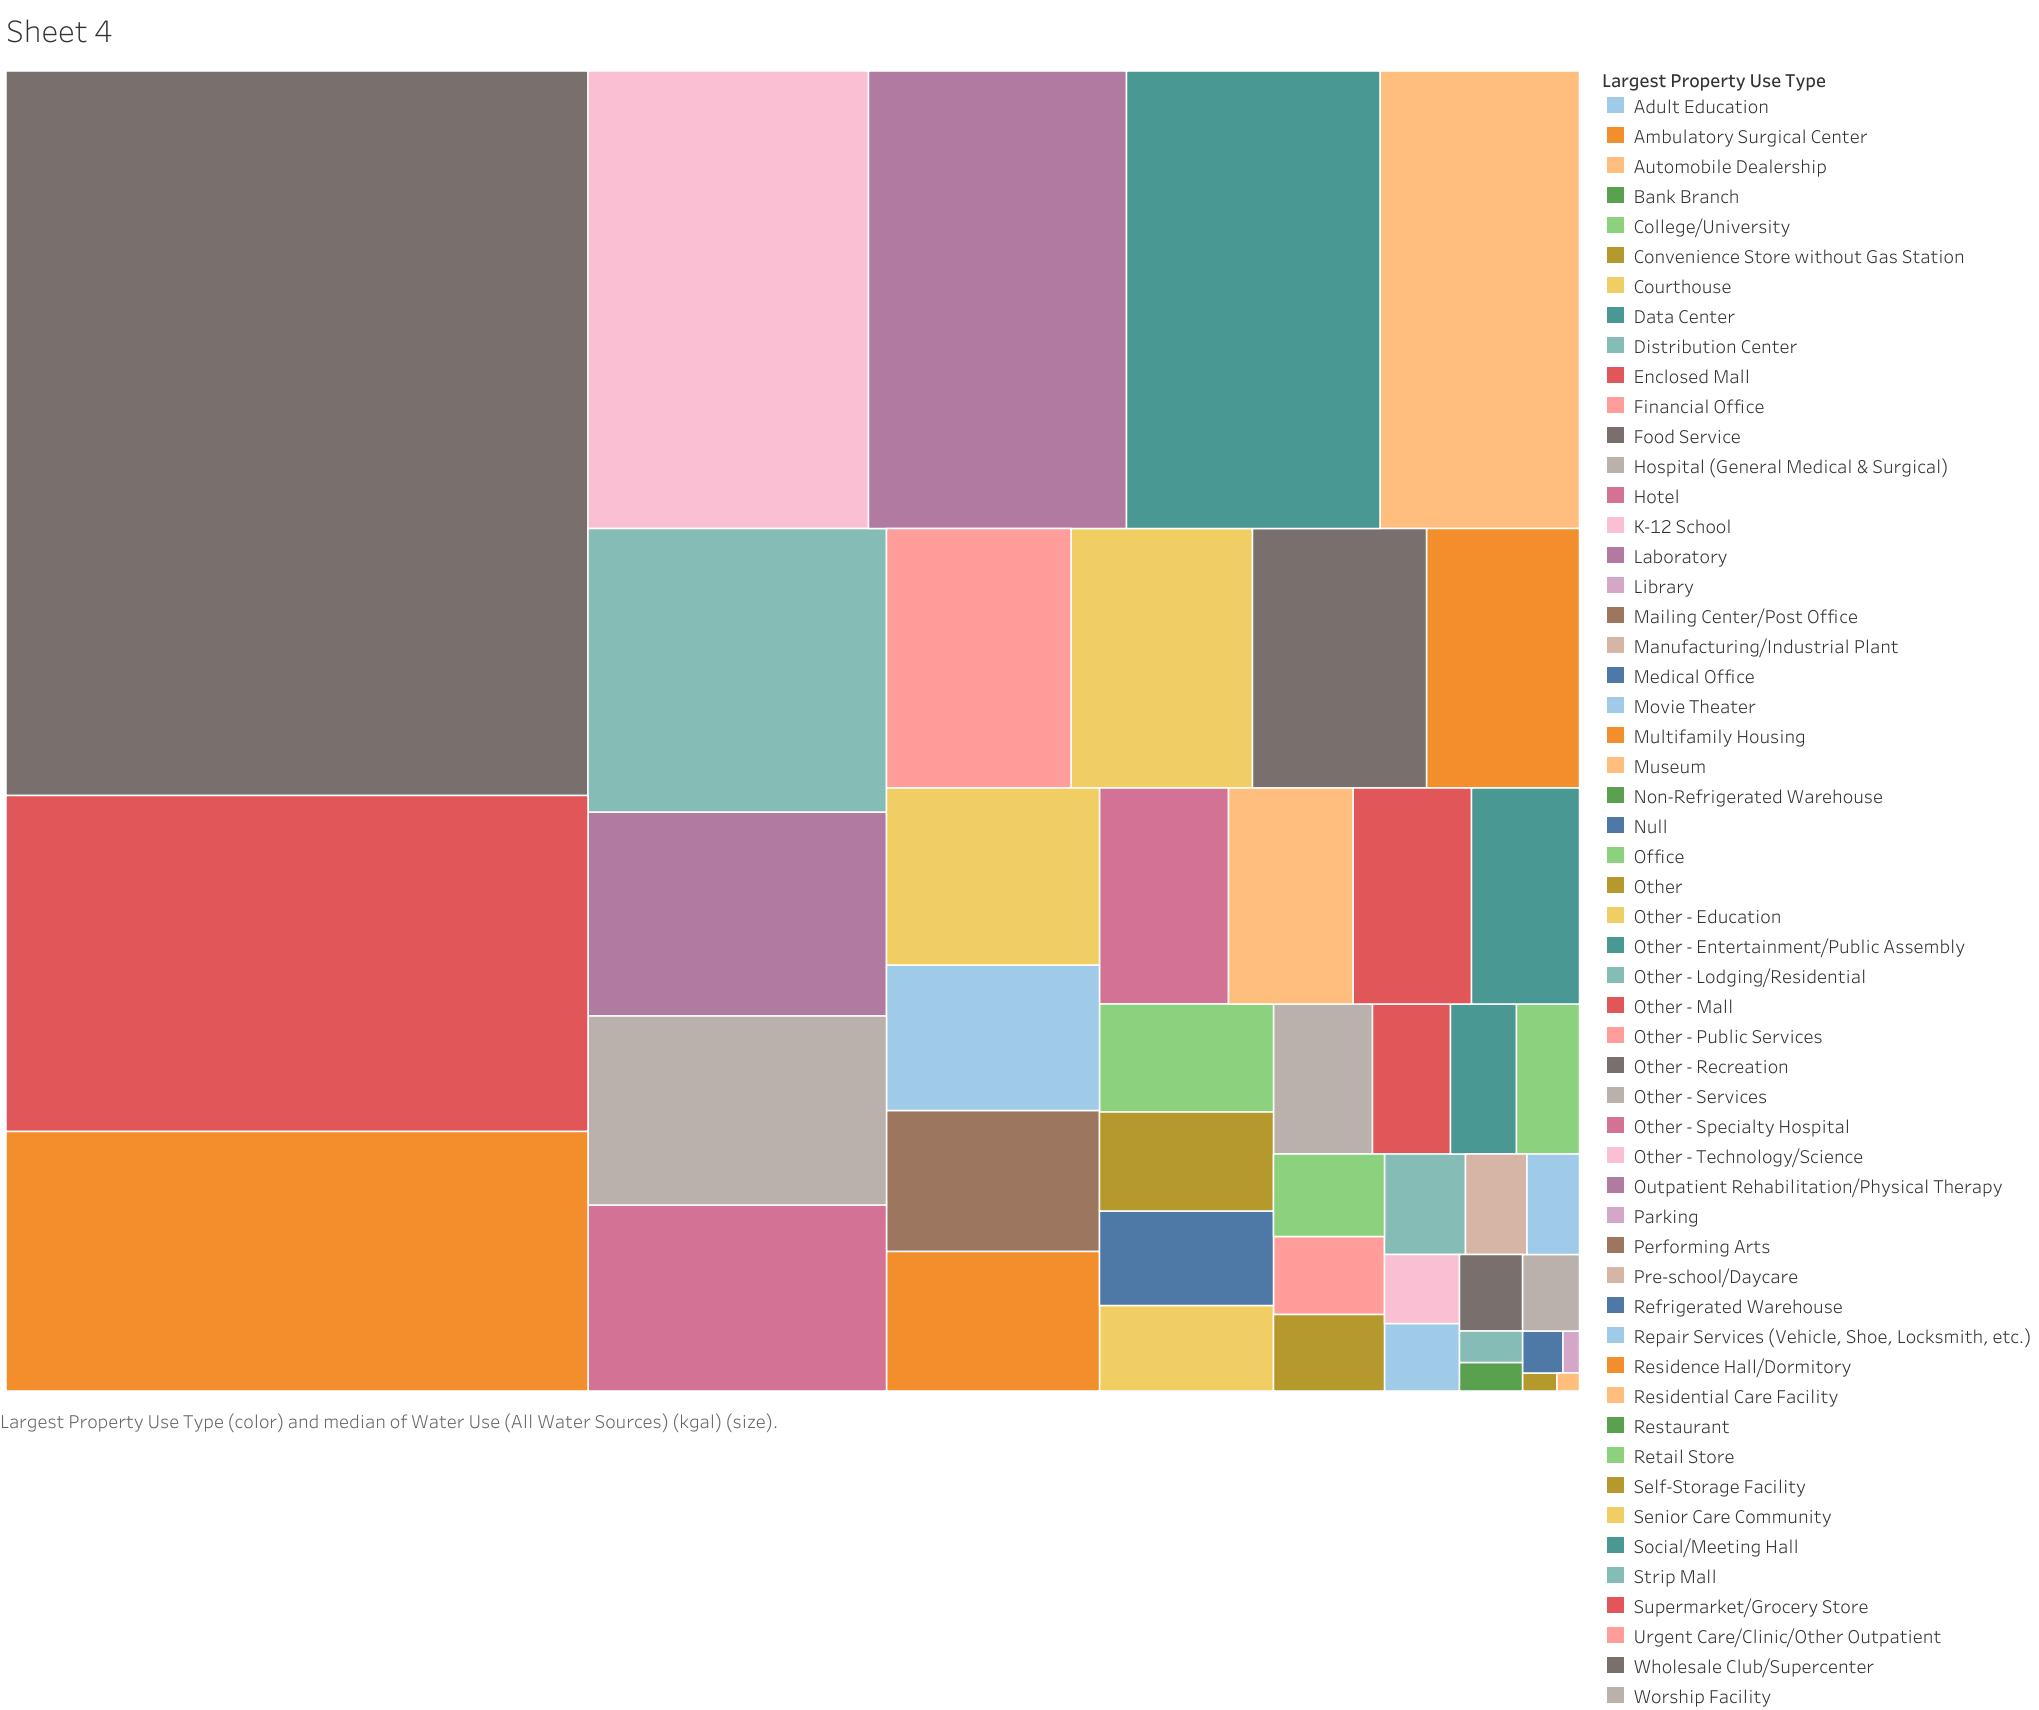 Sheet 4
Largest Property Use Type
Adult Education
Ambulatory Surgical Center
Automobile Dealership
Bank Branch
College/University
Convenience Store without Gas Station
Courthouse
Data Center
Distribution Center
Enclosed Mall
Financial Office
Food Service
Hospital (General Medical & Surgical)
Hotel
K-12 School
Laboratory
Library
Mailing Center/Post Office
Manufacturing/Industrial Plant
Medical Office
Movie Theater
Multifamily Housing
Museum
Non-Refrigerated Warehouse
Null
Office
Other
Other - Education
Other - Entertainment/Public Assembly
Other - Lodging/Residential
Other - Mall
Other - Public Services
Other - Recreation
Other - Services
Other - Specialty Hospital
Other - Technology/Science
Outpatient Rehabilitation/Physical Therapy
Parking
Performing Arts
Pre-school/Daycare
Refrigerated Warehouse
Repair Services (Vehicle, Shoe, Locksmith, etc.)
Residence Hall/Dormitory
Residential Care Facility
Restaurant
Retail Store
Self-Storage Facility
Senior Care Community
Social/Meeting Hall
Strip Mall
Supermarket/Grocery Store
Urgent Care/Clinic/Other Outpatient
Wholesale Club/Supercenter
Worship Facility
Largest Property Use Type (color) and median of Water Use (All Water Sources) (kgal) (size).